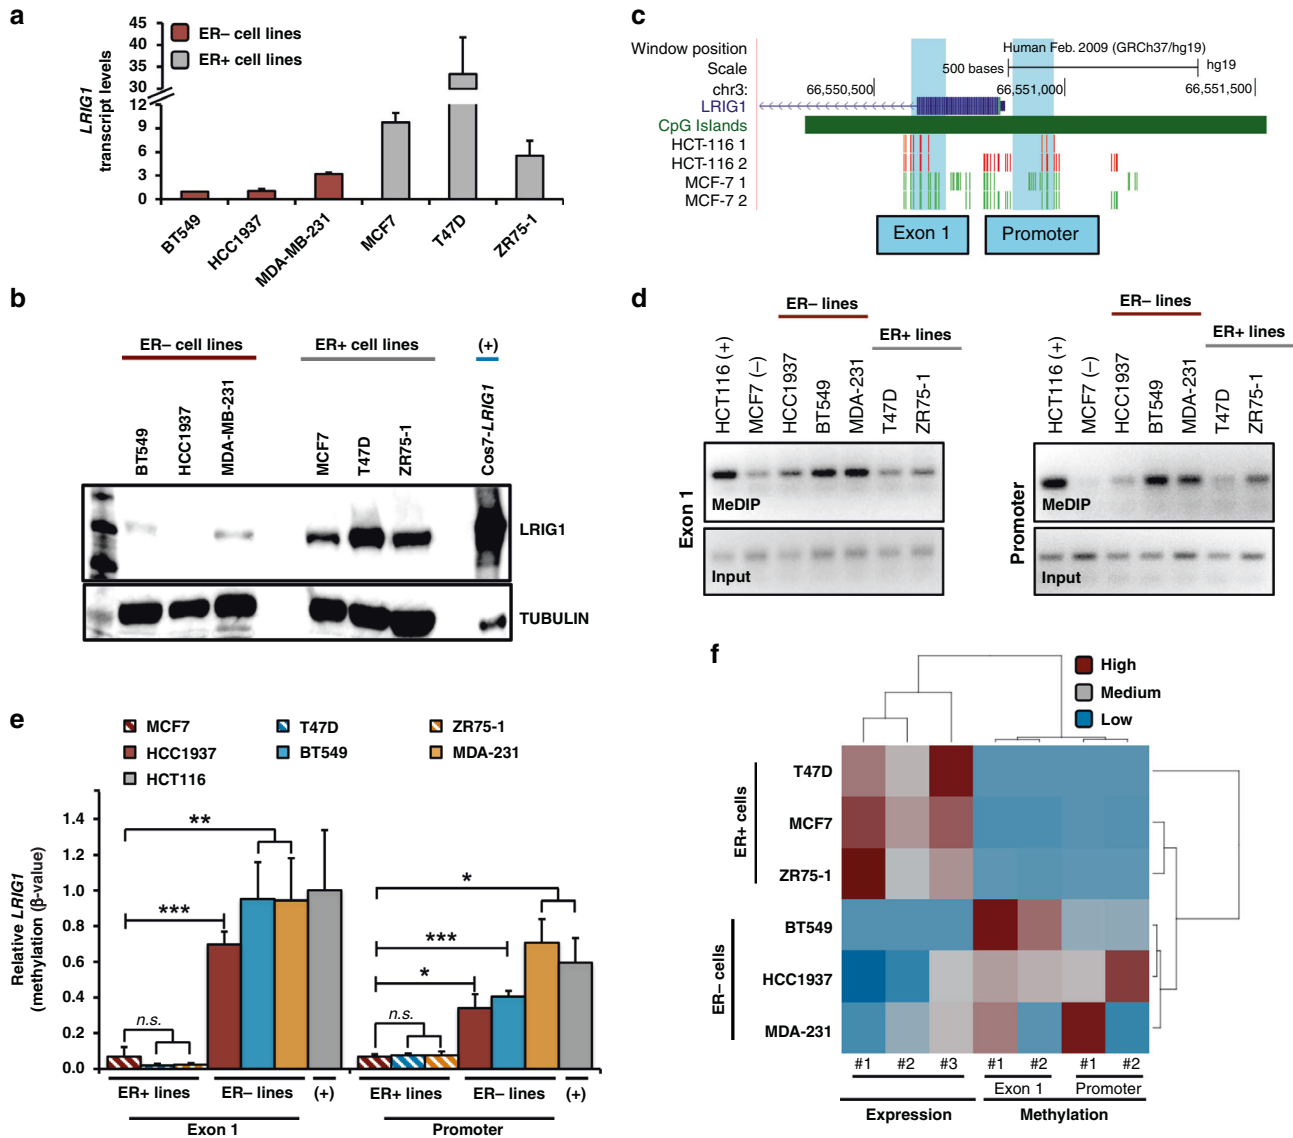 a
LRIG1
transcript levels
45
40
35
30
12
9
6
3
0
ER– cell lines
ER+ cell lines
BT549
HCC1937
MDA-MB-231
MCF7
T47D
ZR75-1
b
ER– cell lines
ER+ cell lines
(+)
BT549
HCC1937
MDA-MB-231
MCF7
T47D
ZR75-1
Cos7-LRIG1
LRIG1
TUBULIN
c
Window position
Human Feb. 2009 (GRCh37/hg19)
Scale
500 bases
hg19
chr3:
66,550,500
66,551,000
66,551,500
LRIG1
CpG Islands
HCT-116 1
HCT-116 2
MCF-7 1
MCF-7 2
Exon 1
Promoter
d
ER– lines
ER+ lines
HCT116 (+)
MCF7 (–)
HCC1937
BT549
MDA-231
T47D
ZR75-1
Exon 1
MeDIP
Input
ER– lines
ER+ lines
HCT116 (+)
MCF7 (–)
HCC1937
BT549
MDA-231
T47D
ZR75-1
Promoter
MeDIP
Input
e
MCF7
T47D
ZR75-1
HCC1937
BT549
MDA-231
HCT116
Relative LRIG1
(methylation (β-value)
1.4
1.2
1.0
0.8
0.6
0.4
0.2
0.0
**
***
n.s.
*
***
*
n.s.
ER+ lines
ER– lines
(+)
ER+ lines
ER– lines
(+)
Exon 1
Promoter
f
High
Medium
Low
ER+ cells
T47D
MCF7
ZR75-1
ER– cells
BT549
HCC1937
MDA-231
#1
#2
#3
#1
#2
#1
#2
Exon 1
Promoter
Expression
Methylation